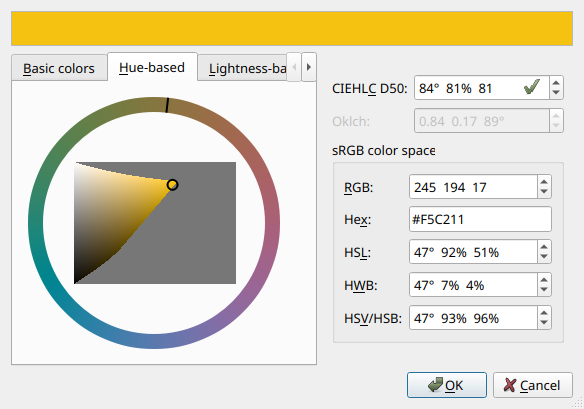 Basic colors
Hue-based
Lightness-ba
CIEHLC D50: 84° 81% 81
Oklch: 0.84 0.17 89°
sRGB color space
RGB: 245 194 17
Hex: #F5C211
HSL: 47° 92% 51%
HWB: 47° 7% 4%
HSV/HSB: 47° 93% 96%
OK
Cancel